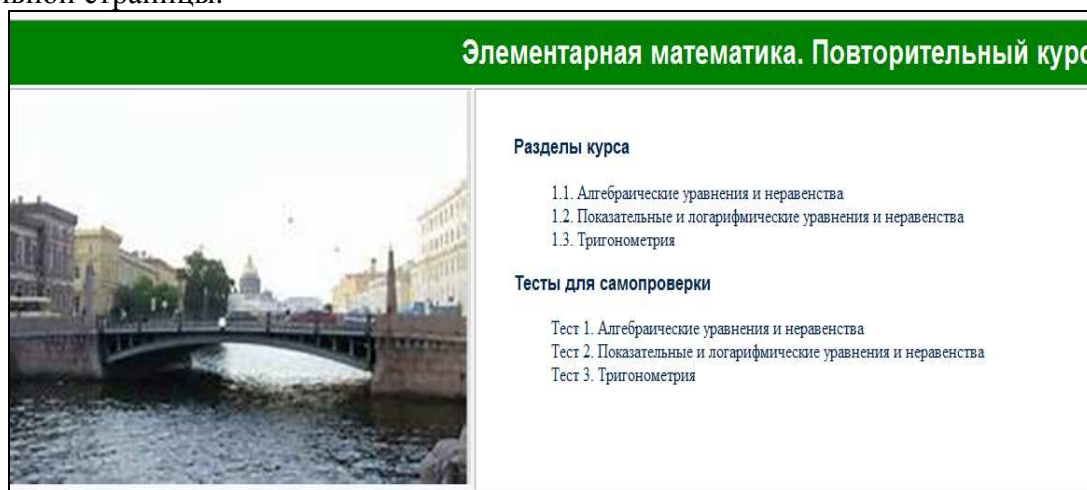 страницы.
Элементарная математика. Повторительный курс
Разделы курса
1.1. Алгебраические уравнения и неравенства
1.2. Показательные и логарифмические уравнения и неравенства
1.3. Тригонометрия
Тесты для самопроверки
Тест 1. Алгебраические уравнения и неравенства
Тест 2. Показательные и логарифмические уравнения и неравенства
Тест 3. Тригонометрия